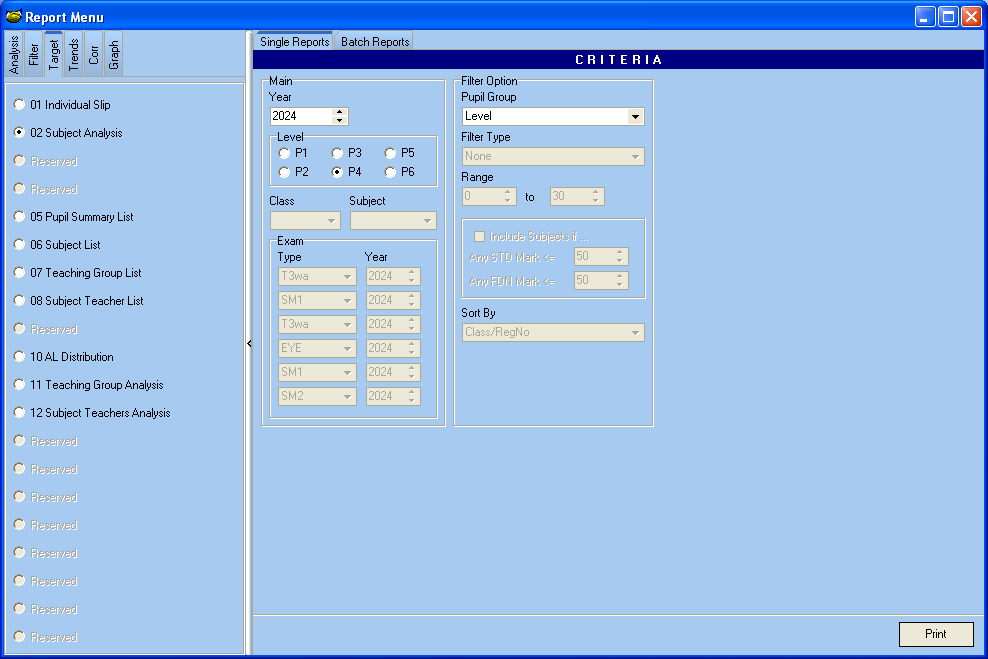 Report Menu
Analysis
Filter
Target
Trends
Corr
Graph
01 Individual Slip
02 Subject Analysis
Reserved
Reserved
05 Pupil Summary List
06 Subject List
07 Teaching Group List
08 Subject Teacher List
Reserved
10 AL Distribution
11 Teaching Group Analysis
12 Subject Teachers Analysis
Reserved
Reserved
Reserved
Reserved
Reserved
Reserved
Reserved
Reserved
Single Reports Batch Reports
CRITERIA
Main
Year
2024
Level
P1 P3 P5
P2 P4 P6
Class Subject
Exam
Type Year
T3wa 2024
SM1 2024
T3wa 2024
EYE 2024
SM1 2024
SM2 2024
Filter Option
Pupil Group
Level
Filter Type
None
Range
0 to 30
Include Subjects if ...
Any STD Mark <= 50
Any FDN Mark <= 50
Sort By
Class/RegNo
Print